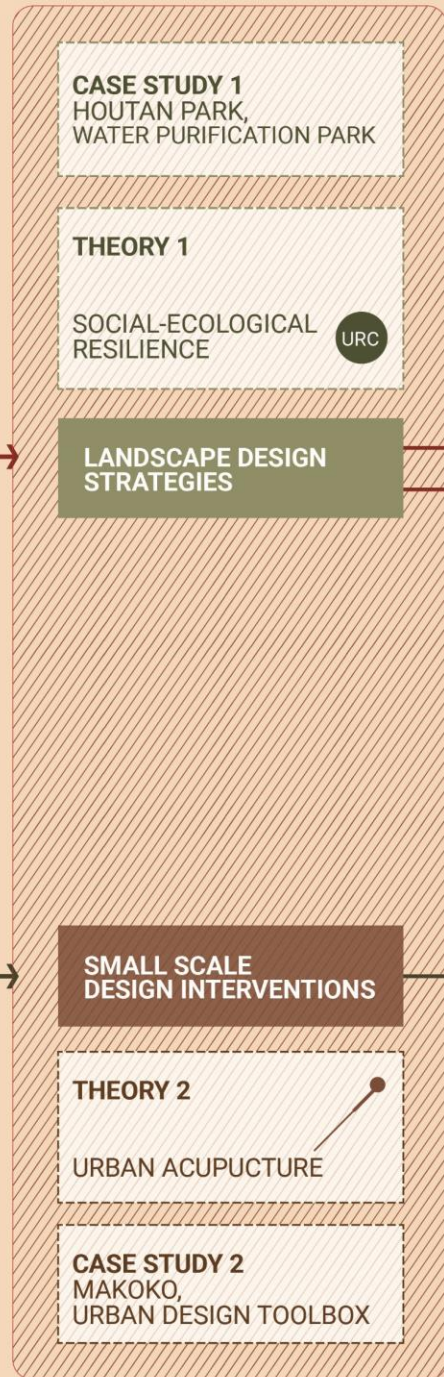 CASE STUDY 1
HOUTAN PARK,
WATER PURIFICATION PARK
THEORY 1
SOCIAL-ECOLOGICAL
RESILIENCE
URC
LANDSCAPE DESIGN
STRATEGIES
SMALL SCALE
DESIGN INTERVENTIONS
THEORY 2
URBAN ACUPUCTURE
CASE STUDY 2
MAKOKO,
URBAN DESIGN TOOLBOX